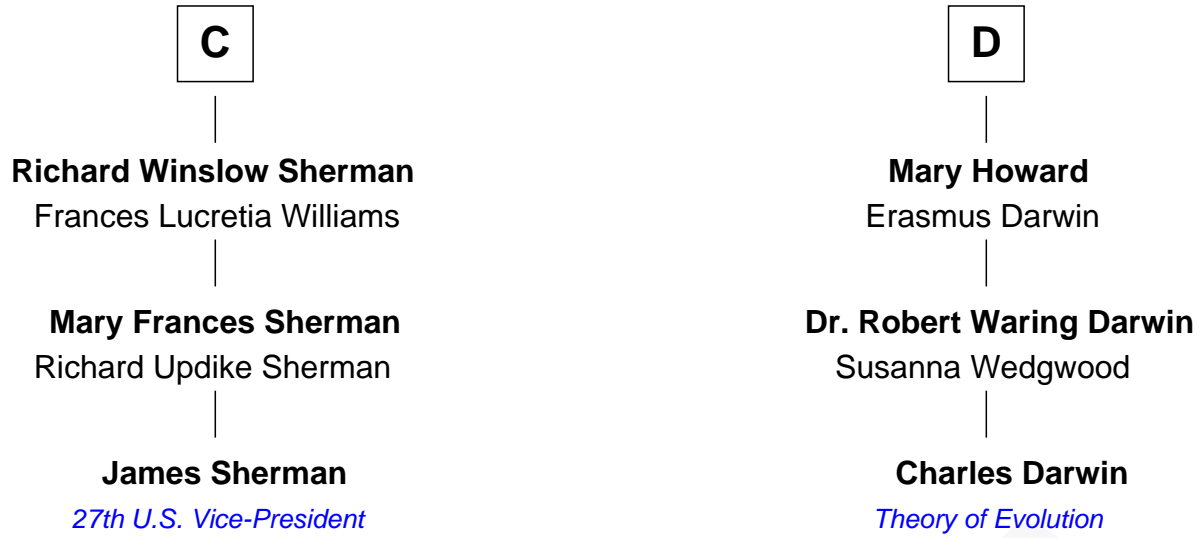 C
Richard Winslow Sherman
Frances Lucretia Williams
Mary Frances Sherman
Richard Updike Sherman
James Sherman
27th U.S. Vice-President
D
Mary Howard
Erasmus Darwin
Dr. Robert Waring Darwin
Susanna Wedgwood
Charles Darwin
Theory of Evolution